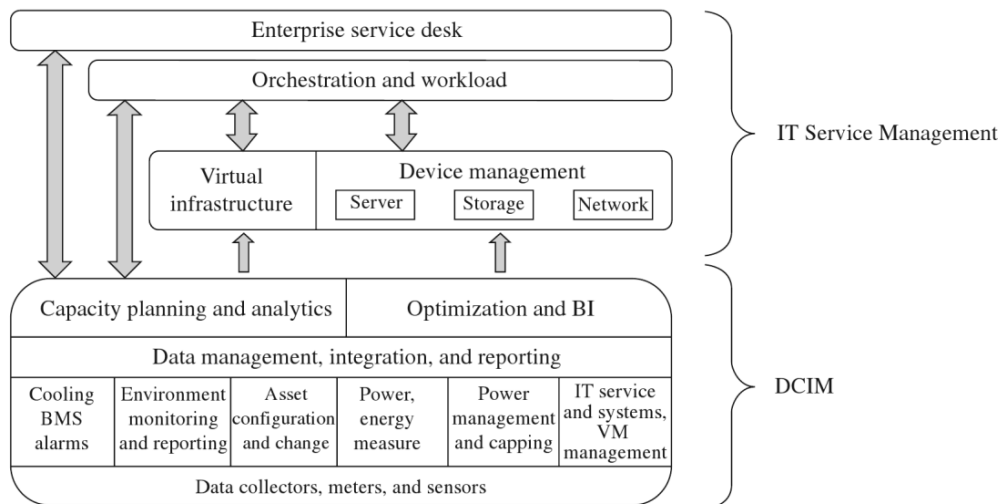 Enterprise service desk
Orchestration and workload
IT Service Management
Virtual
infrastructure
Device management
Server
Storage
Network
Capacity planning and analytics
Optimization and BI
Data management, integration, and reporting
DCIM
Cooling
BMS
alarms
Environment
monitoring
and reporting
Asset
configuration
and change
Power,
energy
measure
Power
management
and capping
IT service
and systems,
VM
management
Data collectors, meters, and sensors